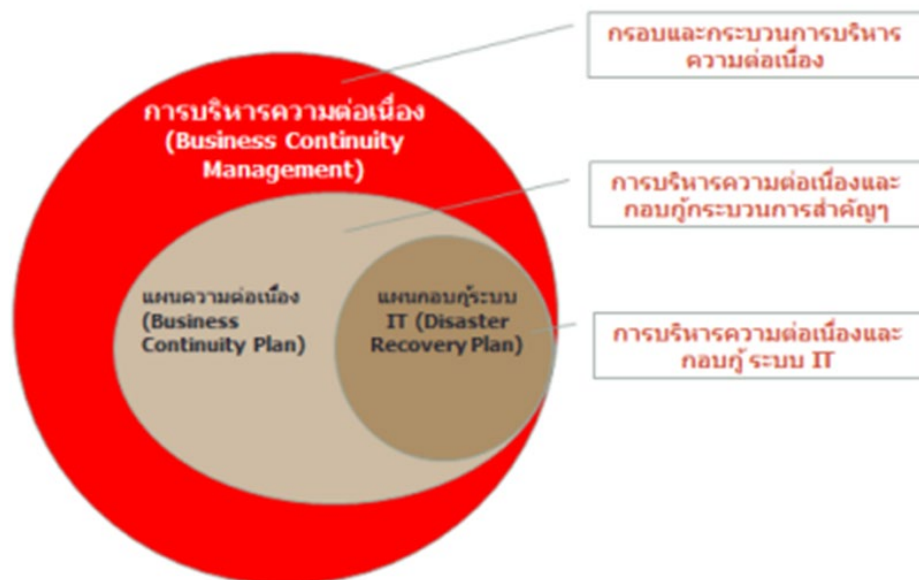 กรอบและกระบวนการบริหาร
ความต่อเนื่อง
การบริหารความต่อเนื่อง
(Business Continuity
Management)
การบริหารความต่อเนื่องและ
กอบกู้กระบวนการสำคัญๆ
แผนความต่อเนื่อง
(Business
Continuity Plan)
แผนกอบกู้ระบบ
IT (Disaster
Recovery Plan)
การบริหารความต่อเนื่องและ
กอบกู้ ระบบ IT